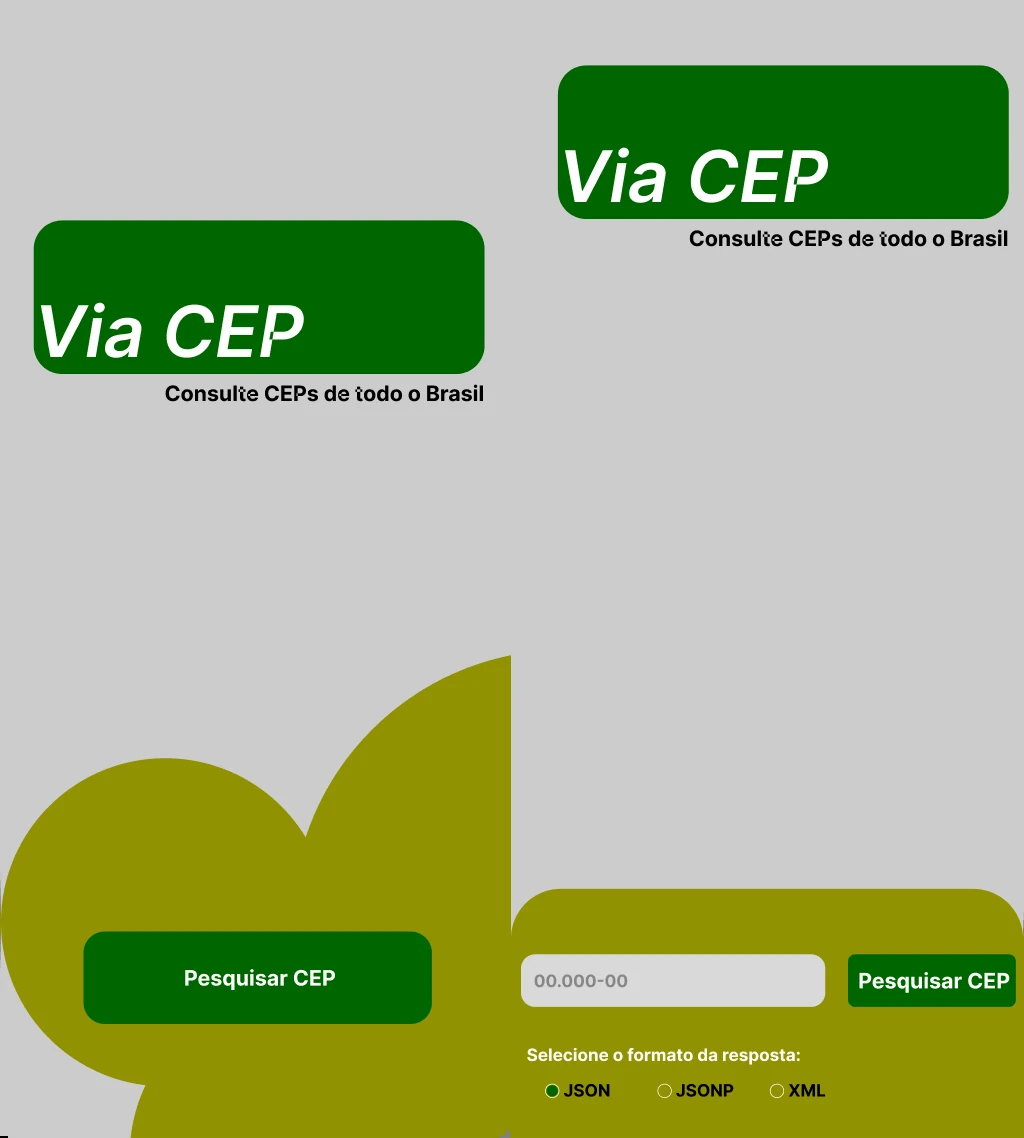 Via CEP
Consulte CEPs de todo o Brasil
Pesquisar CEP
Via CEP
Consulte CEPs de todo o Brasil
00.000-00
Pesquisar CEP
Selecione o formato da resposta:
JSON JSONP XML